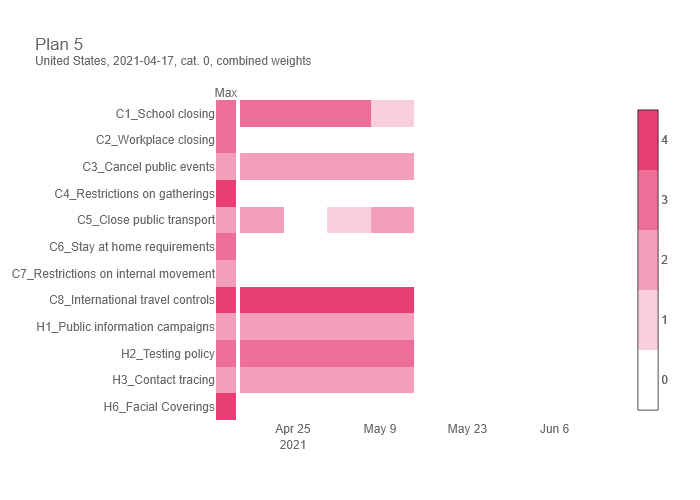 Plan 5
United States, 2021-04-17, cat. 0, combined weights
Max
C1_School closing
C2_Workplace closing
C3_Cancel public events
C4_Restrictions on gatherings
C5_Close public transport
C6_Stay at home requirements
C7_Restrictions on internal movement
C8_International travel controls
H1_Public information campaigns
H2_Testing policy
H3_Contact tracing
H6_Facial Coverings
Apr 25 May 9 May 23 Jun 6
2021
4
3
2
1
0